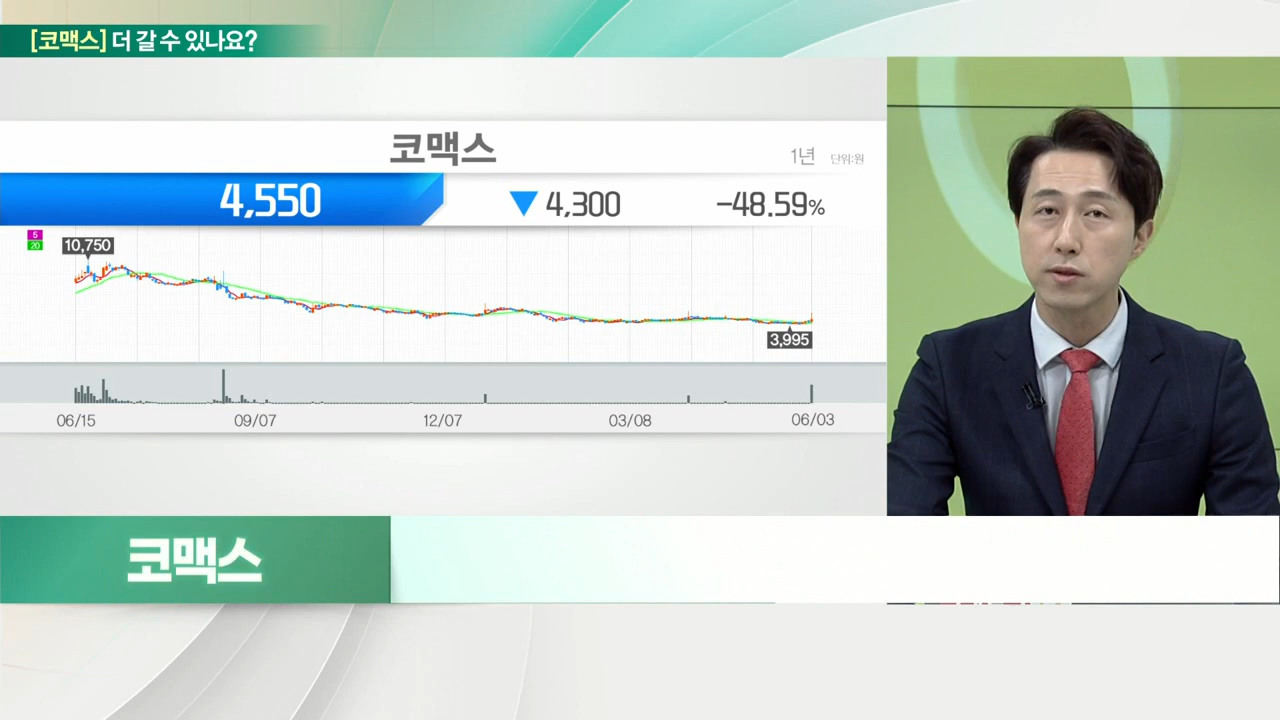 [코맥스] 더 갈 수 있나요?
코맥스
1년 단위:원
4,550 ▼ 4,300 -48.59%
5
20
10,750
3,995
06/15 09/07 12/07 03/08 06/03
코맥스